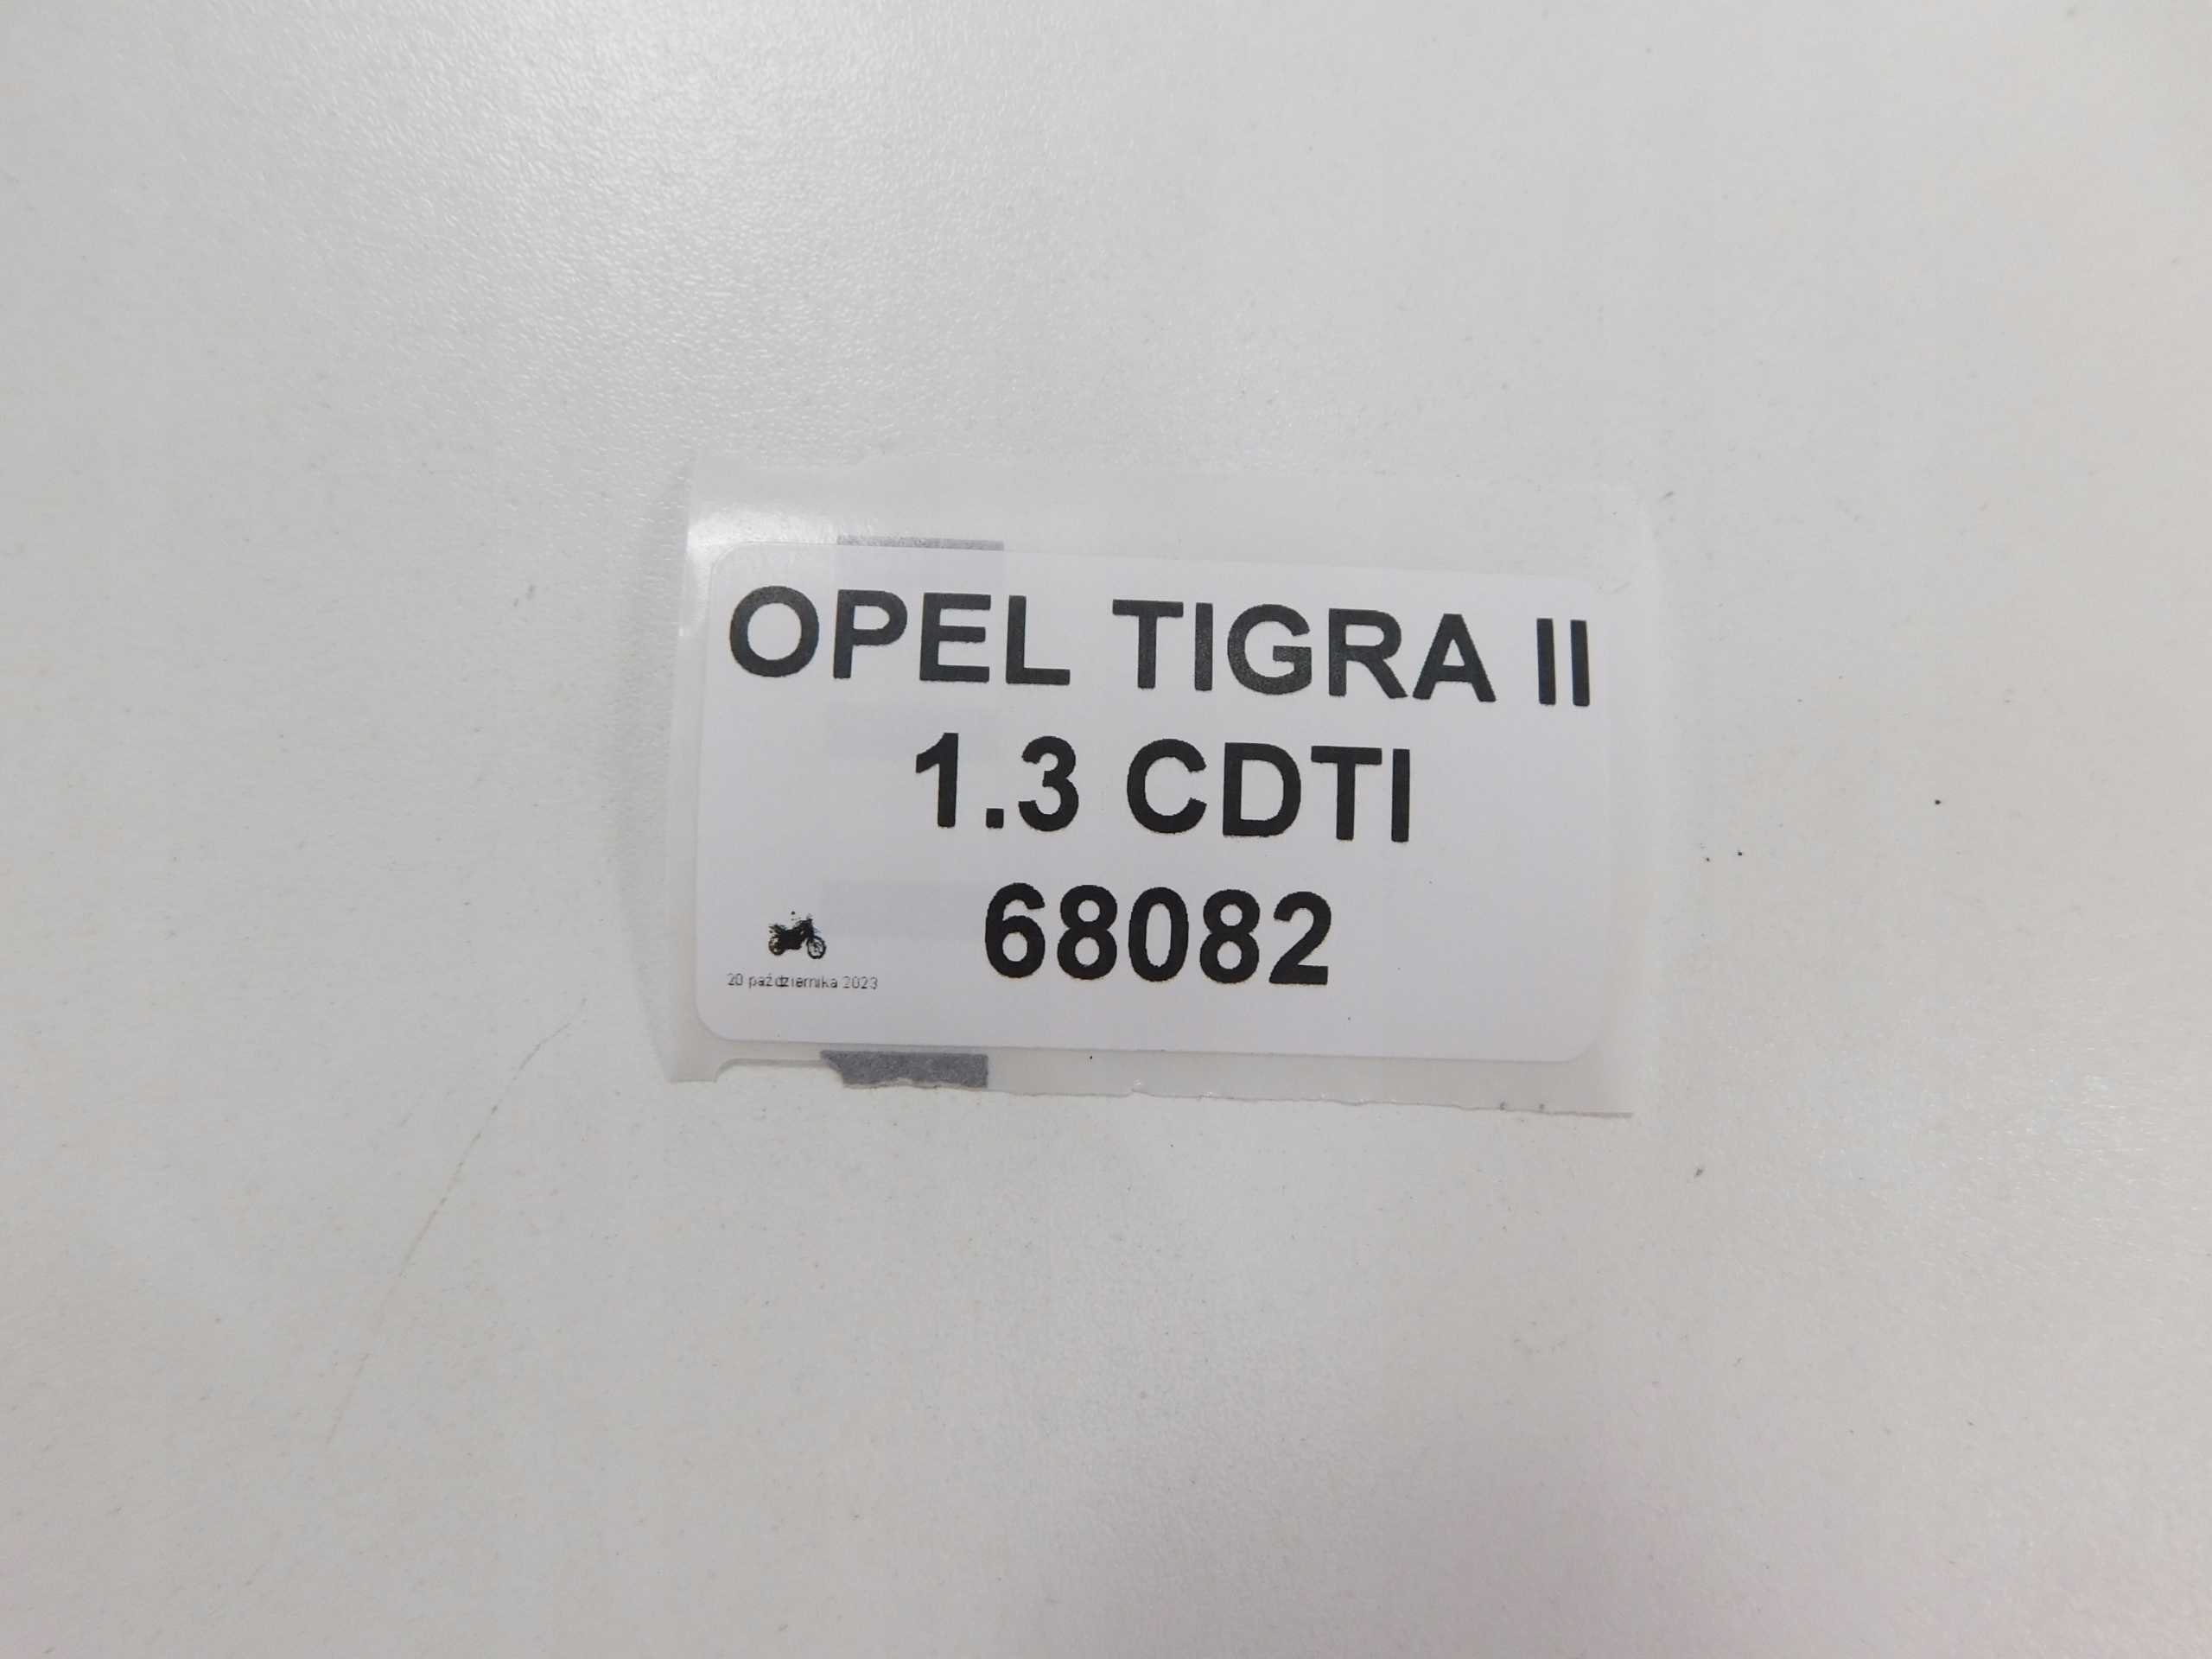 OPEL TIGRA II
1.3 CDTI
68082
20 października 2023